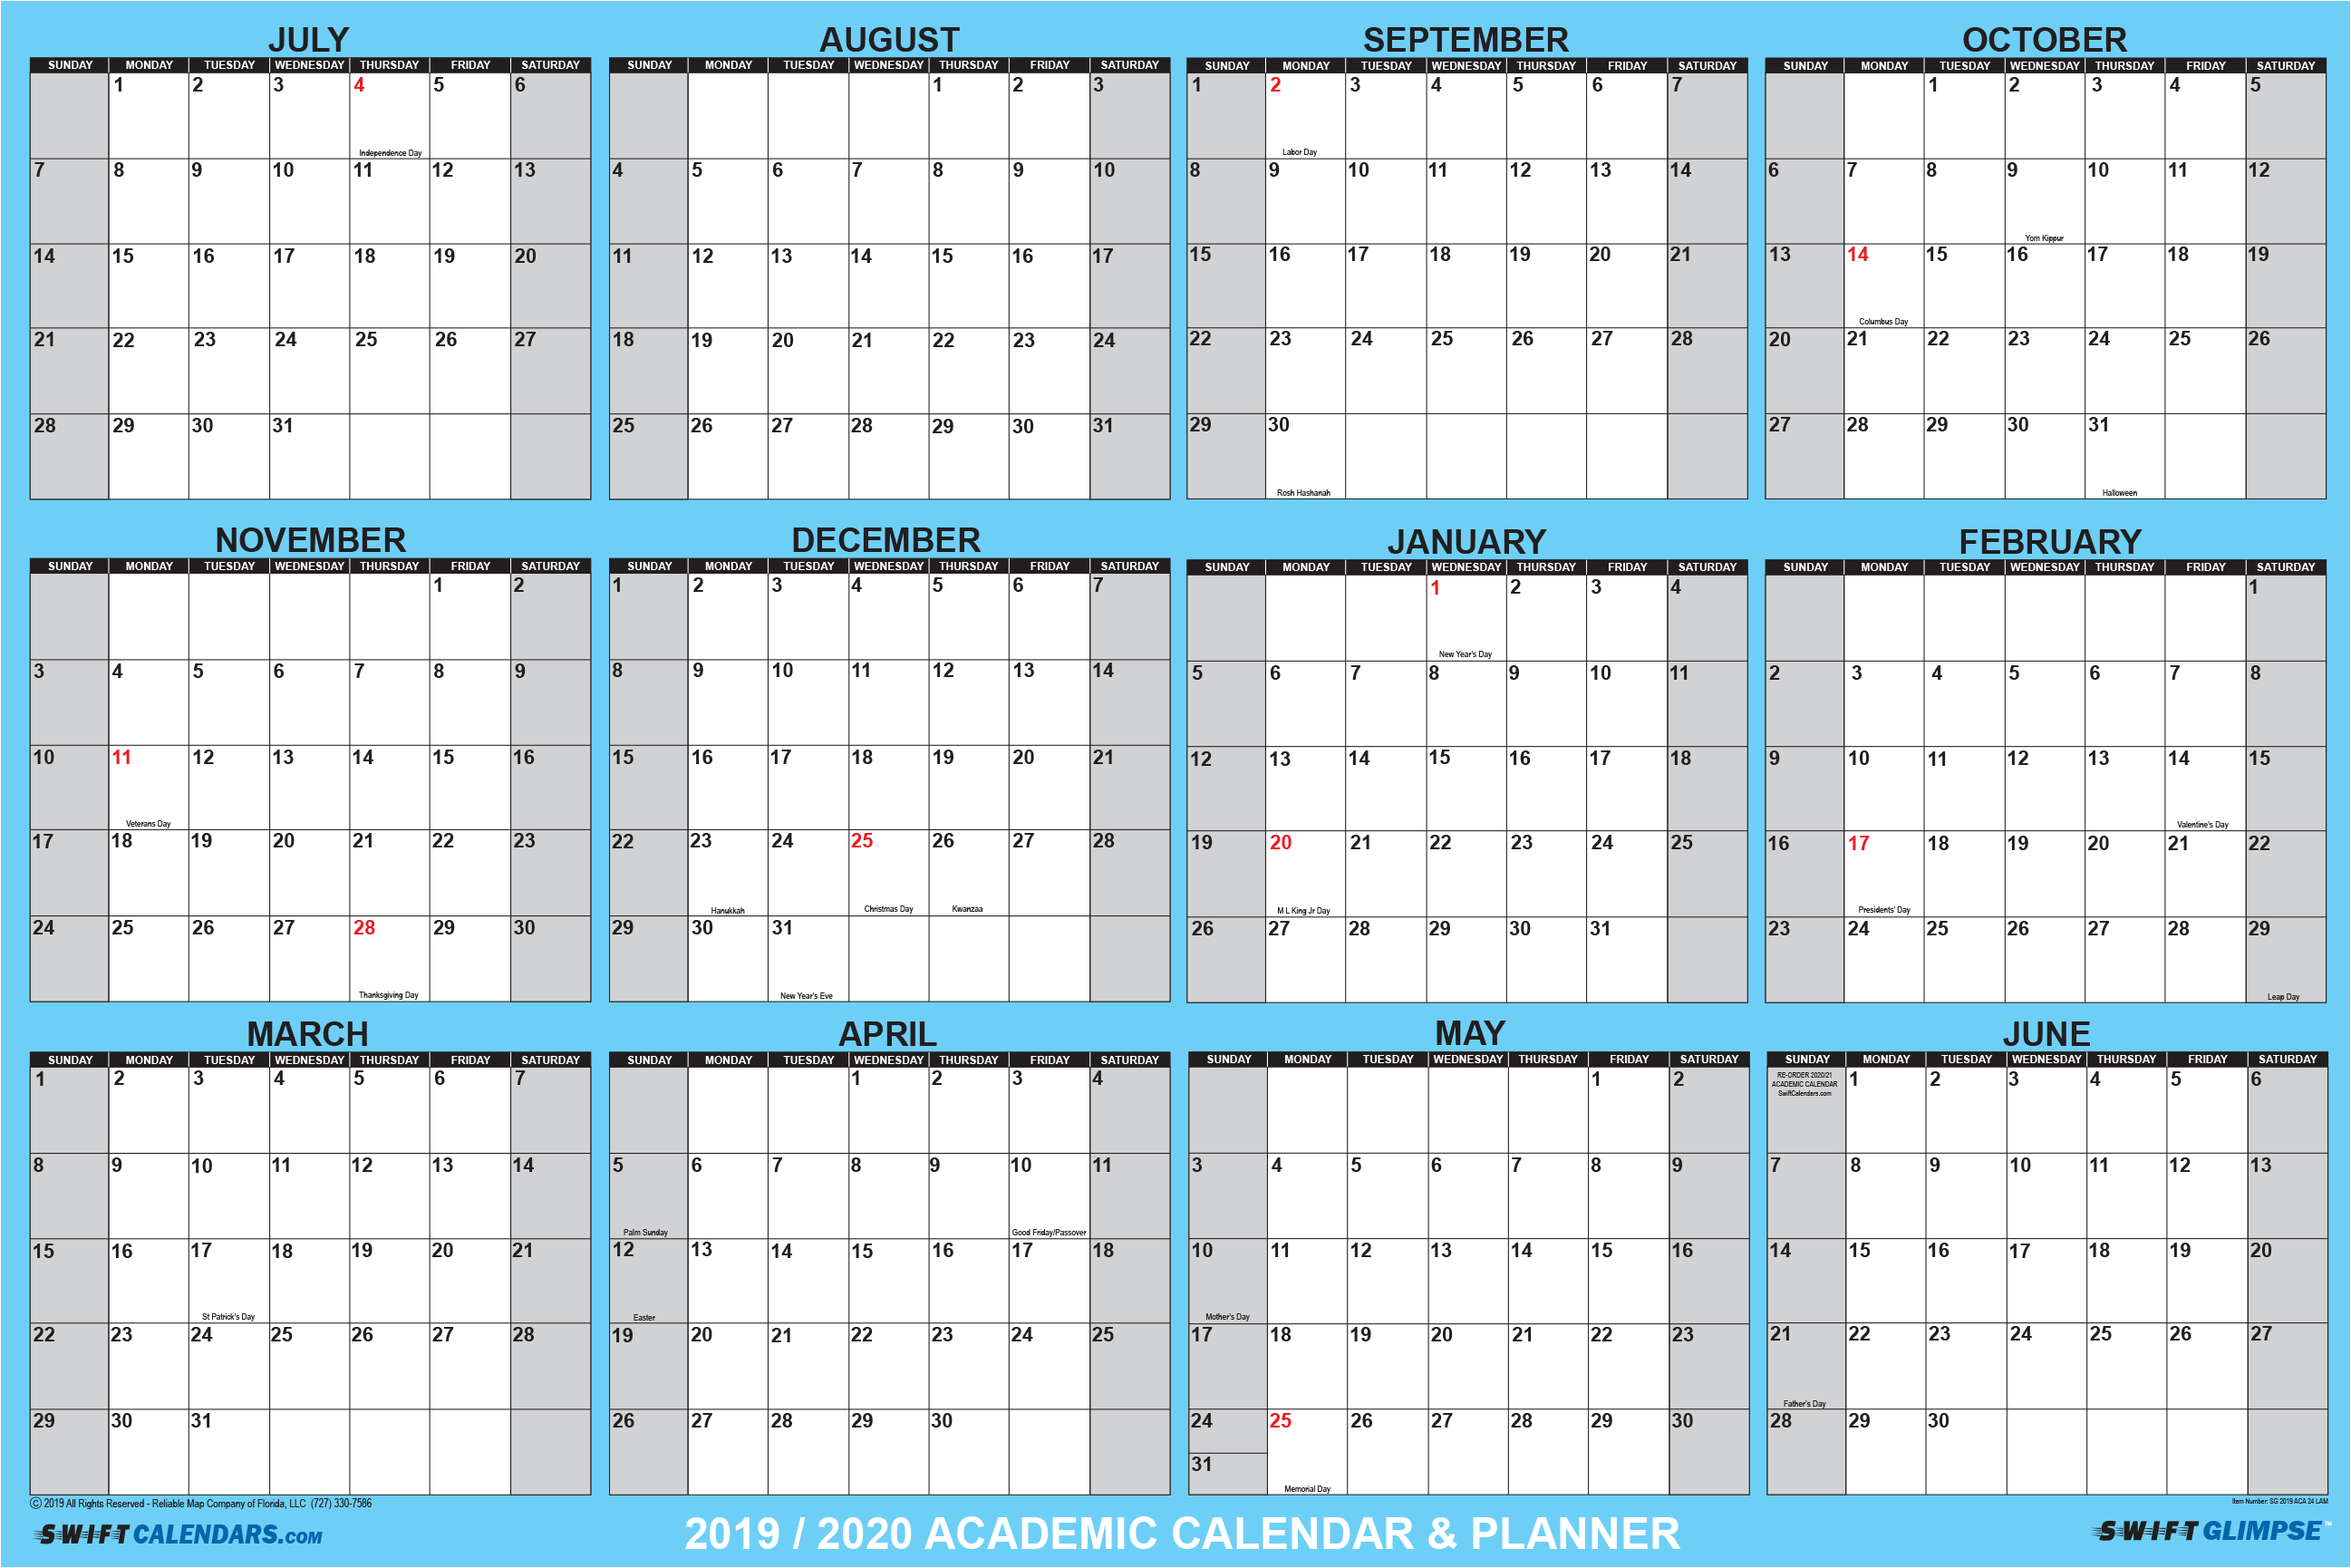 JULY
SUNDAY MONDAY TUESDAY WEDNESDAY THURSDAY FRIDAY SATURDAY
1 2 3 4 5 6
Independence Day
7 8 9 10 11 12 13
14 15 16 17 18 19 20
21 22 23 24 25 26 27
28 29 30 31
AUGUST
SUNDAY MONDAY TUESDAY WEDNESDAY THURSDAY FRIDAY SATURDAY
1 2 3
4 5 6 7 8 9 10
11 12 13 14 15 16 17
18 19 20 21 22 23 24
25 26 27 28 29 30 31
SEPTEMBER
SUNDAY MONDAY TUESDAY WEDNESDAY THURSDAY FRIDAY SATURDAY
1 2 3 4 5 6 7
Labor Day
8 9 10 11 12 13 14
15 16 17 18 19 20 21
22 23 24 25 26 27 28
29 30
Rosh Hashanah
OCTOBER
SUNDAY MONDAY TUESDAY WEDNESDAY THURSDAY FRIDAY SATURDAY
1 2 3 4 5
6 7 8 9 10 11 12
Yom Kippur
13 14 15 16 17 18 19
Columbus Day
20 21 22 23 24 25 26
27 28 29 30 31
Halloween
NOVEMBER
SUNDAY MONDAY TUESDAY WEDNESDAY THURSDAY FRIDAY SATURDAY
1 2
3 4 5 6 7 8 9
10 11 12 13 14 15 16
Veterans Day
17 18 19 20 21 22 23
24 25 26 27 28 29 30
Thanksgiving Day
DECEMBER
SUNDAY MONDAY TUESDAY WEDNESDAY THURSDAY FRIDAY SATURDAY
1 2 3 4 5 6 7
8 9 10 11 12 13 14
15 16 17 18 19 20 21
22 23 24 25 26 27 28
Hanukkah Christmas Day Kwanzaa
29 30 31
New Year's Eve
JANUARY
SUNDAY MONDAY TUESDAY WEDNESDAY THURSDAY FRIDAY SATURDAY
1 2 3 4
New Year's Day
5 6 7 8 9 10 11
12 13 14 15 16 17 18
19 20 21 22 23 24 25
M L King Jr Day
26 27 28 29 30 31
FEBRUARY
SUNDAY MONDAY TUESDAY WEDNESDAY THURSDAY FRIDAY SATURDAY
1
2 3 4 5 6 7 8
9 10 11 12 13 14 15
Valentine's Day
16 17 18 19 20 21 22
Presidents' Day
23 24 25 26 27 28 29
Leap Day
MARCH
SUNDAY MONDAY TUESDAY WEDNESDAY THURSDAY FRIDAY SATURDAY
1 2 3 4 5 6 7
8 9 10 11 12 13 14
15 16 17 18 19 20 21
St Patrick's Day
22 23 24 25 26 27 28
29 30 31
APRIL
SUNDAY MONDAY TUESDAY WEDNESDAY THURSDAY FRIDAY SATURDAY
1 2 3 4
5 6 7 8 9 10 11
Palm Sunday Good Friday/Passover
12 13 14 15 16 17 18
Easter
19 20 21 22 23 24 25
26 27 28 29 30
MAY
SUNDAY MONDAY TUESDAY WEDNESDAY THURSDAY FRIDAY SATURDAY
1 2
3 4 5 6 7 8 9
10 11 12 13 14 15 16
Mother's Day
17 18 19 20 21 22 23
24 25 26 27 28 29 30
31
Memorial Day
JUNE
SUNDAY MONDAY TUESDAY WEDNESDAY THURSDAY FRIDAY SATURDAY
RE-ORDER 2020/21
ACADEMIC CALENDAR
SwiftCalenders.com
1 2 3 4 5 6
7 8 9 10 11 12 13
14 15 16 17 18 19 20
21 22 23 24 25 26 27
Father's Day
28 29 30
© 2019 All Rights Reserved - Reliable Map Company of Florida, LLC (727) 330-7586
Item Number: SG 2019 ACA 24 LAM
SWIFTCALENDARS.COM
2019 / 2020 ACADEMIC CALENDAR & PLANNER
SWIFT GLIMPSE™